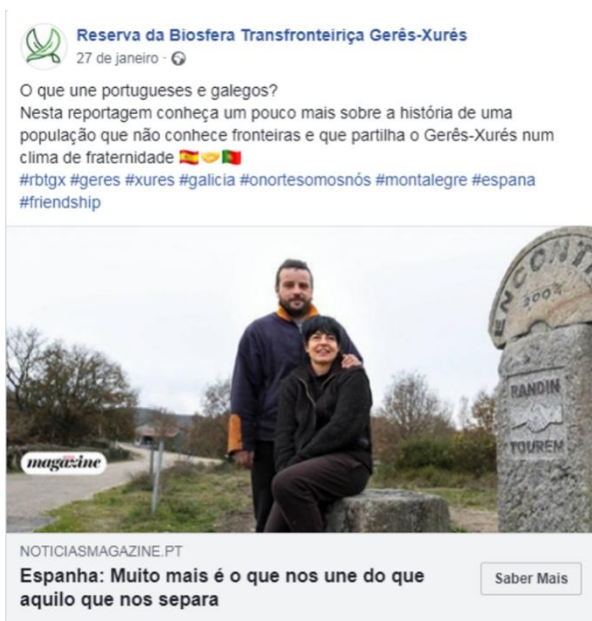 Reserva da Biosfera Transfronteiriça Gerês-Xurés
27 de janeiro ·
O que une portugueses e galegos?
Nesta reportagem conheça um pouco mais sobre a história de uma
população que não conhece fronteiras e que partilha o Gerês-Xurés num
clima de fraternidade 🇪🇸🤝🇵🇹
#rbtgx #geres #xures #galicia #onortesomosnós #montalegre #espana
#friendship
ENCONTR
2007
RANDIN
TOUREM
magazine
NOTICIASMAGAZINE.PT
Espanha: Muito mais é o que nos une do que
aquilo que nos separa
Saber Mais